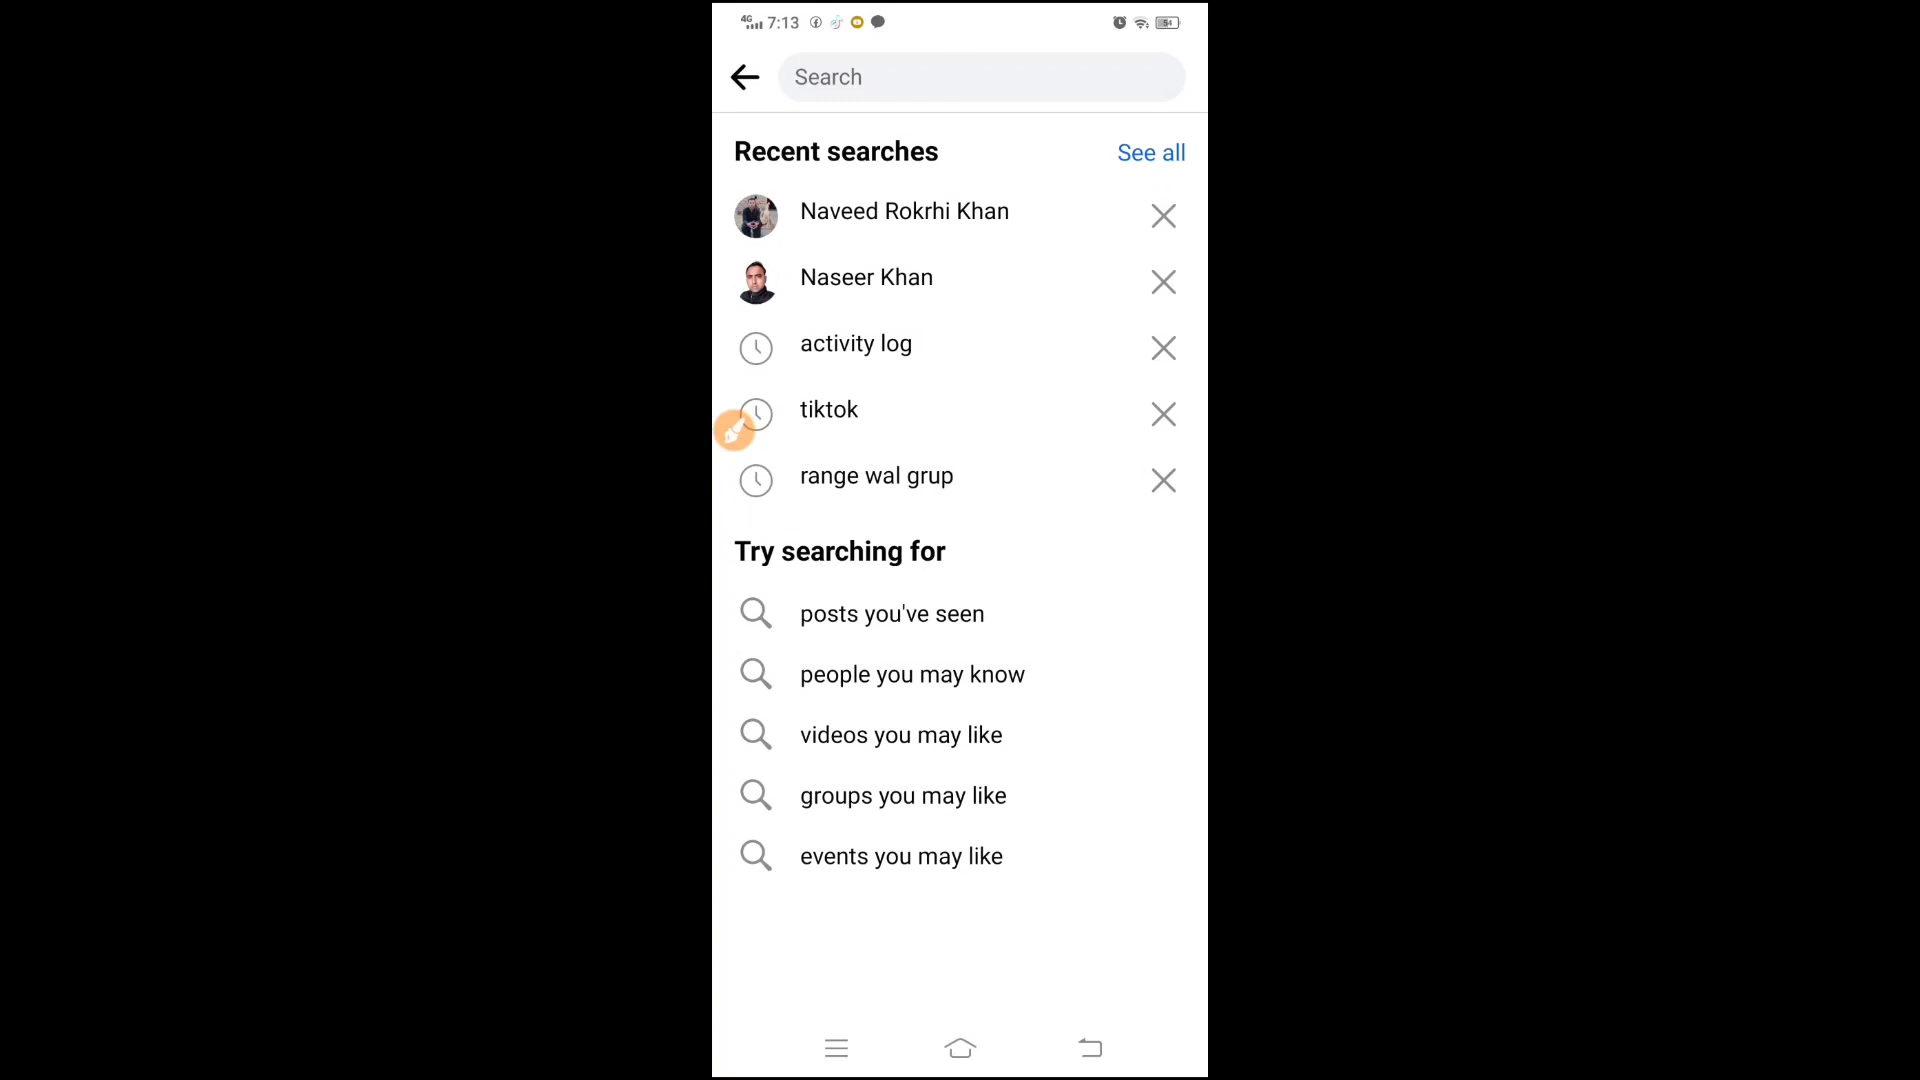 4G 7:13 54
Search
Recent searches See all
Naveed Rokrhi Khan
Naseer Khan
activity log
tiktok
range wal grup
Try searching for
posts you've seen
people you may know
videos you may like
groups you may like
events you may like